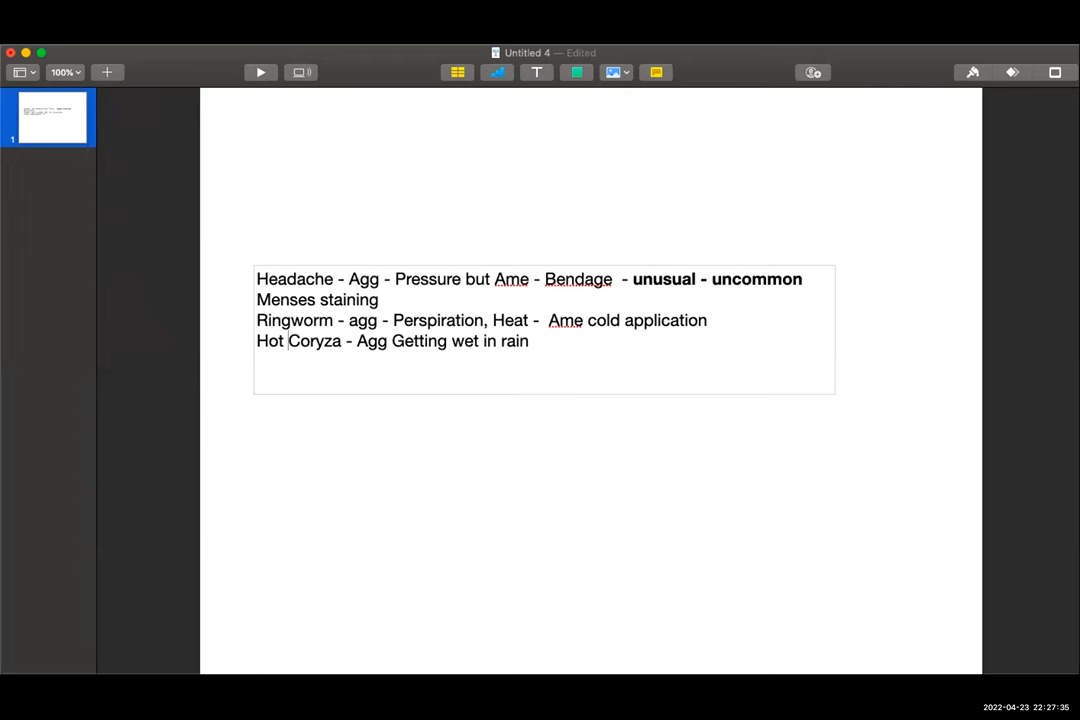 Untitled 4 — Edited
100%
1
Headache - Agg - Pressure but Ame - Bendage - unusual - uncommon
Menses staining
Ringworm - agg - Perspiration, Heat - Ame cold application
Hot Coryza - Agg Getting wet in rain
2022-04-23 22:27:35